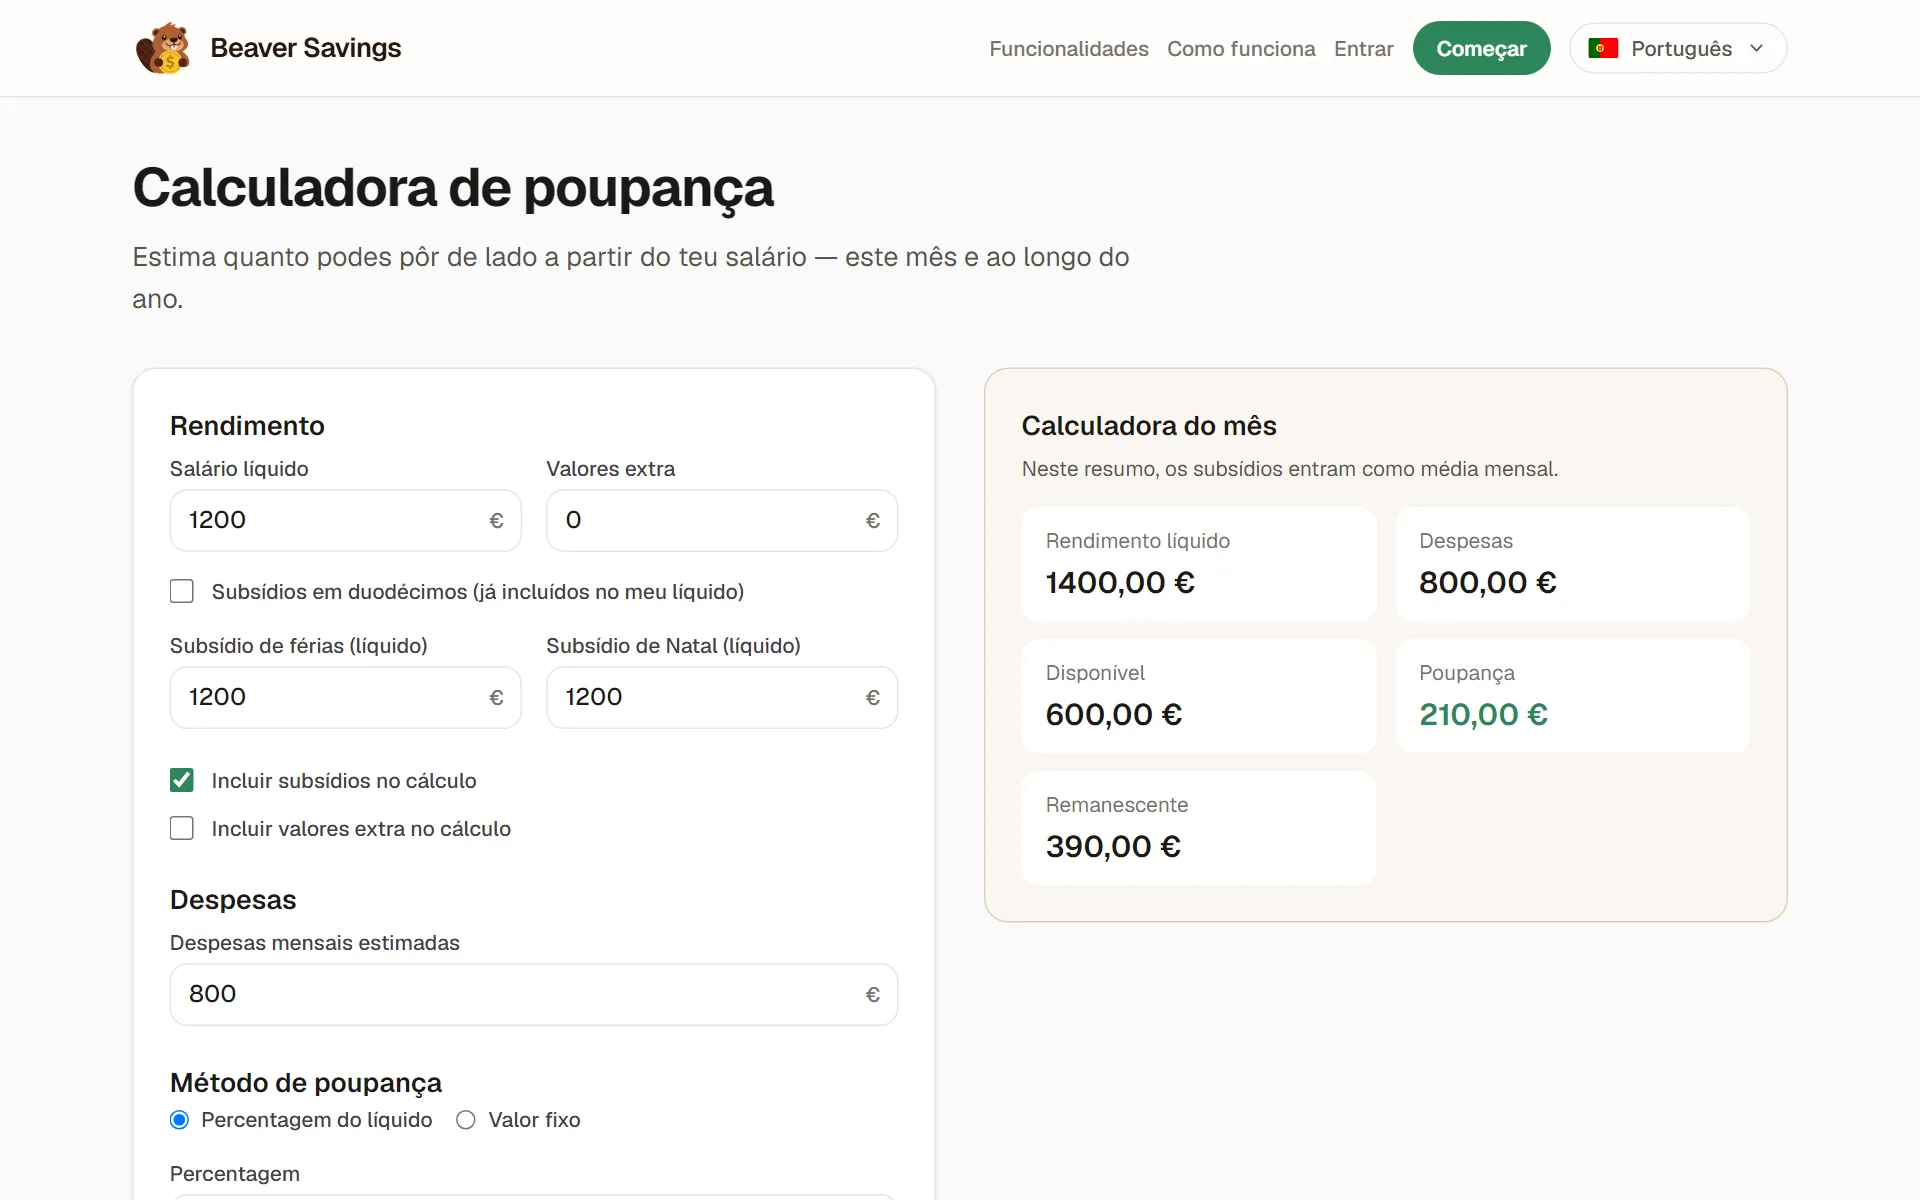 Beaver Savings
Funcionalidades
Como funciona
Entrar
Começar
Português
Calculadora de poupança
Estima quanto podes pôr de lado a partir do teu salário — este mês e ao longo do
ano.
Rendimento
Salário líquido
Valores extra
1200 €
0 €
Subsídios em duodécimos (já incluídos no meu líquido)
Subsídio de férias (líquido)
Subsídio de Natal (líquido)
1200 €
1200 €
Incluir subsídios no cálculo
Incluir valores extra no cálculo
Despesas
Despesas mensais estimadas
800 €
Método de poupança
Percentagem do líquido
Valor fixo
Percentagem
Calculadora do mês
Neste resumo, os subsídios entram como média mensal.
Rendimento líquido
1400,00 €
Despesas
800,00 €
Disponível
600,00 €
Poupança
210,00 €
Remanescente
390,00 €